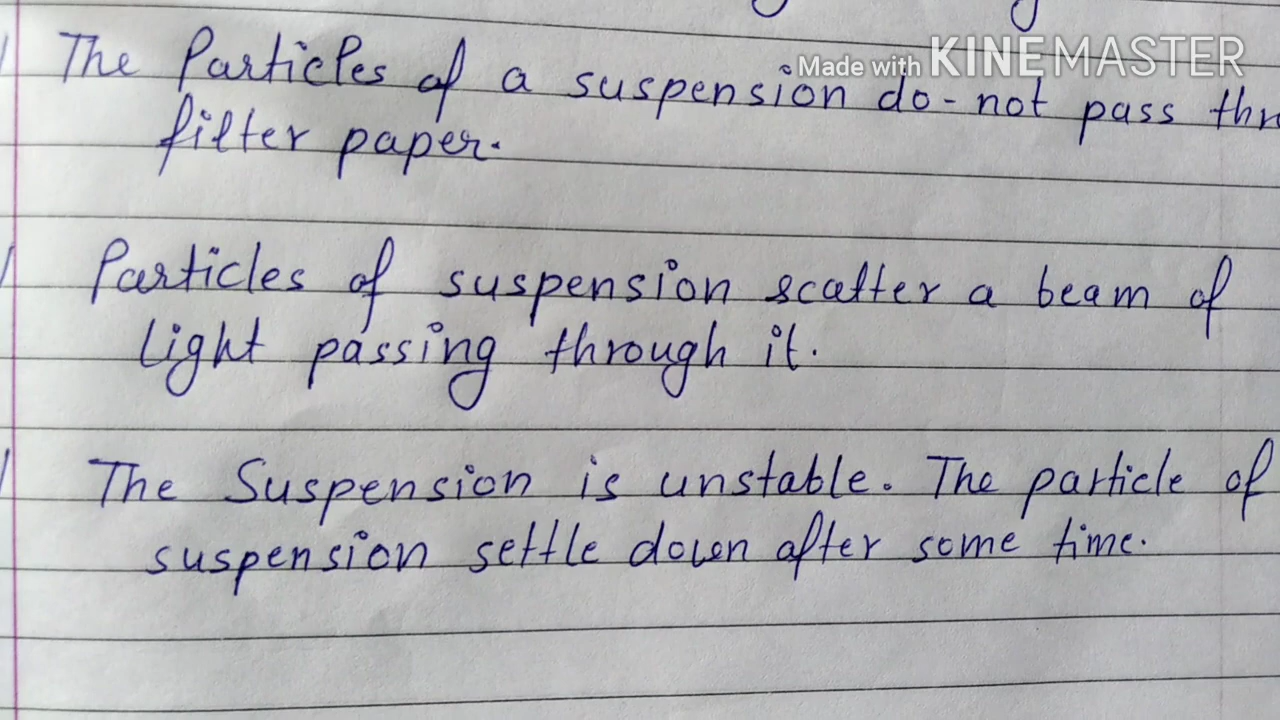 Made with KINEMASTER
The Particles of a suspension do-not pass thr
filter paper.
Particles of suspension scatter a beam of
light passing through it.
The Suspension is unstable. The particle of
suspension settle down after some time.